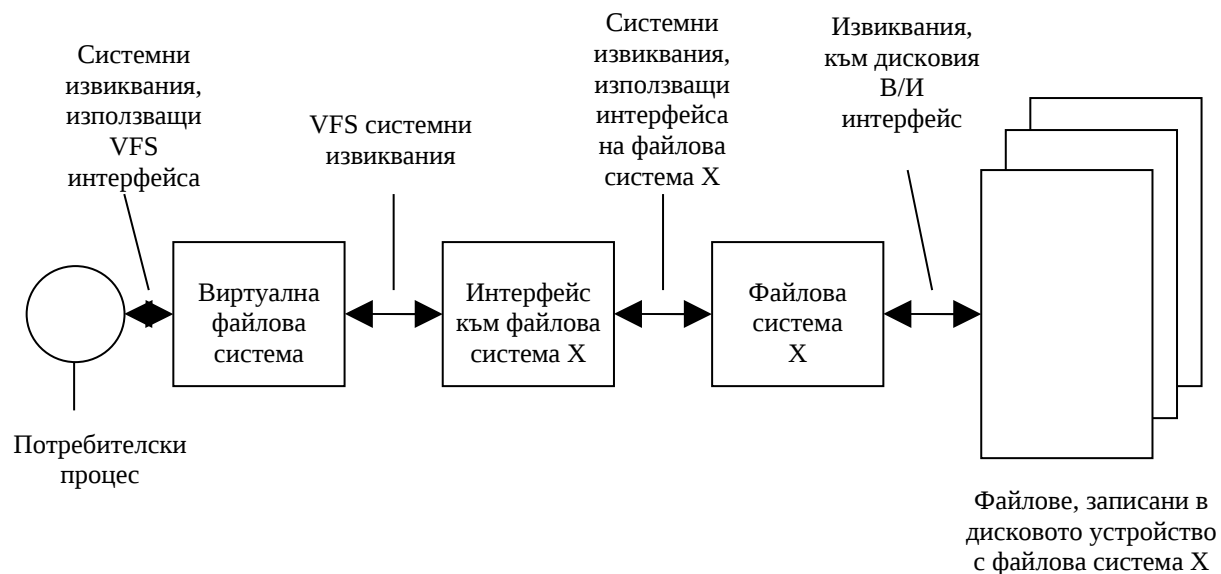 Системни
извиквания,
използващи
VFS
интерфейса
VFS системни
извиквания
Системни
извиквания,
използващи
интерфейса
на файлова
система X
Извиквания,
към дисковия
В/И
интерфейс
Виртуална
файлова
система
Интерфейс
към файлова
система X
Файлова
система
X
Потребителски
процес
Файлове, записани в
дисковото устройство
с файлова система X